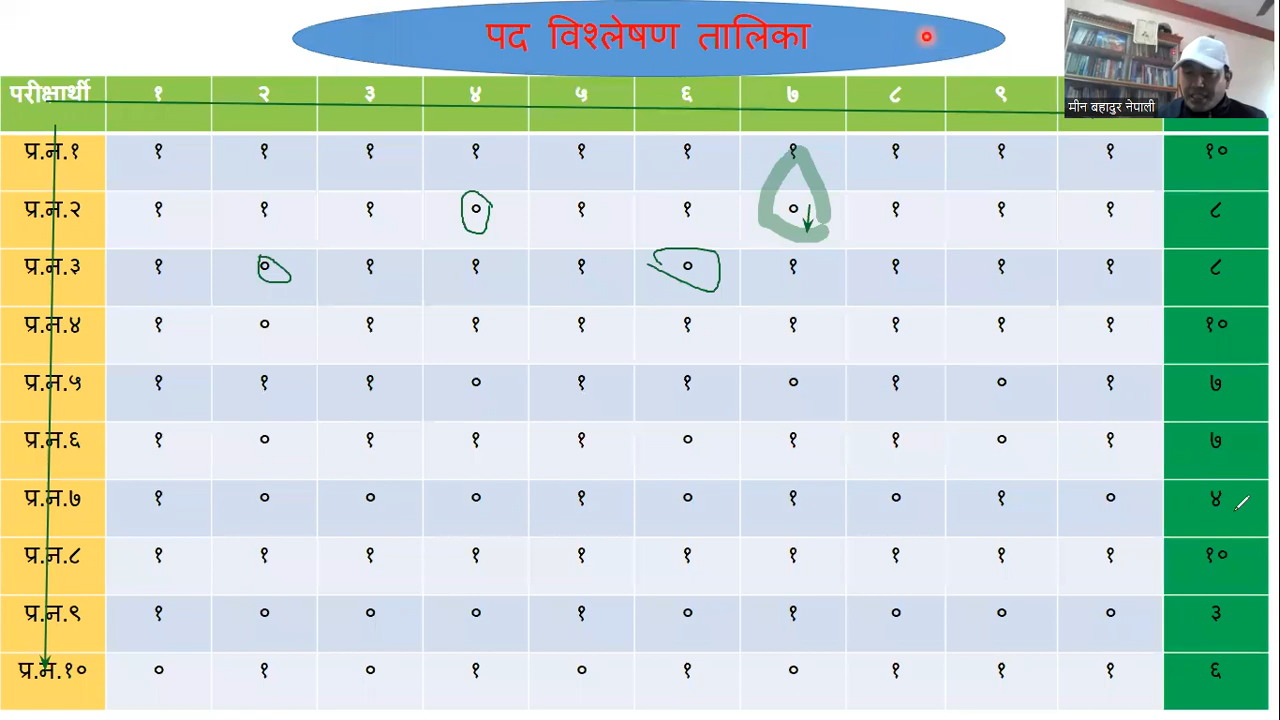 पद विश्लेषण तालिका ०
मीन बहादुर नेपाली
परीक्षार्थी १ २ ३ ४ ५ ६ ७ ८ ९
प्र.न.१ १ १ १ १ १ १ १ १ १ १ १०
प्र.न.२ १ १ १ ० १ १ ० १ १ १ ८
प्र.न.३ १ ० १ १ १ ० १ १ १ १ ८
प्र.न.४ १ ० १ १ १ १ १ १ १ १ १०
प्र.न.५ १ १ १ ० १ १ ० १ ० १ ७
प्र.न.६ १ ० १ १ १ ० १ १ ० १ ७
प्र.न.७ १ ० ० ० १ ० १ ० १ ० ४
प्र.न.८ १ १ १ १ १ १ १ १ १ १ १०
प्र.न.९ १ ० ० ० १ ० १ ० ० ० ३
प्र.न.१० ० १ ० १ ० १ ० १ १ १ ६